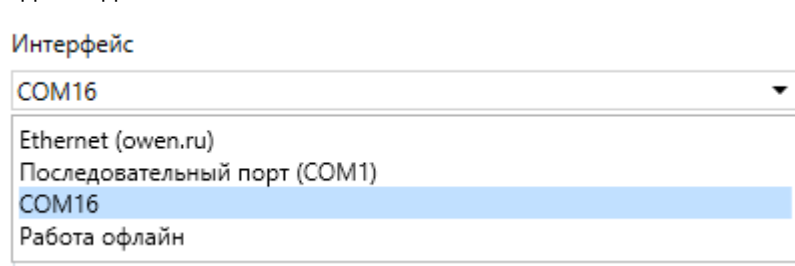 Интерфейс
COM16
Ethernet (owen.ru)
Последовательный порт (COM1)
COM16
Работа офлайн